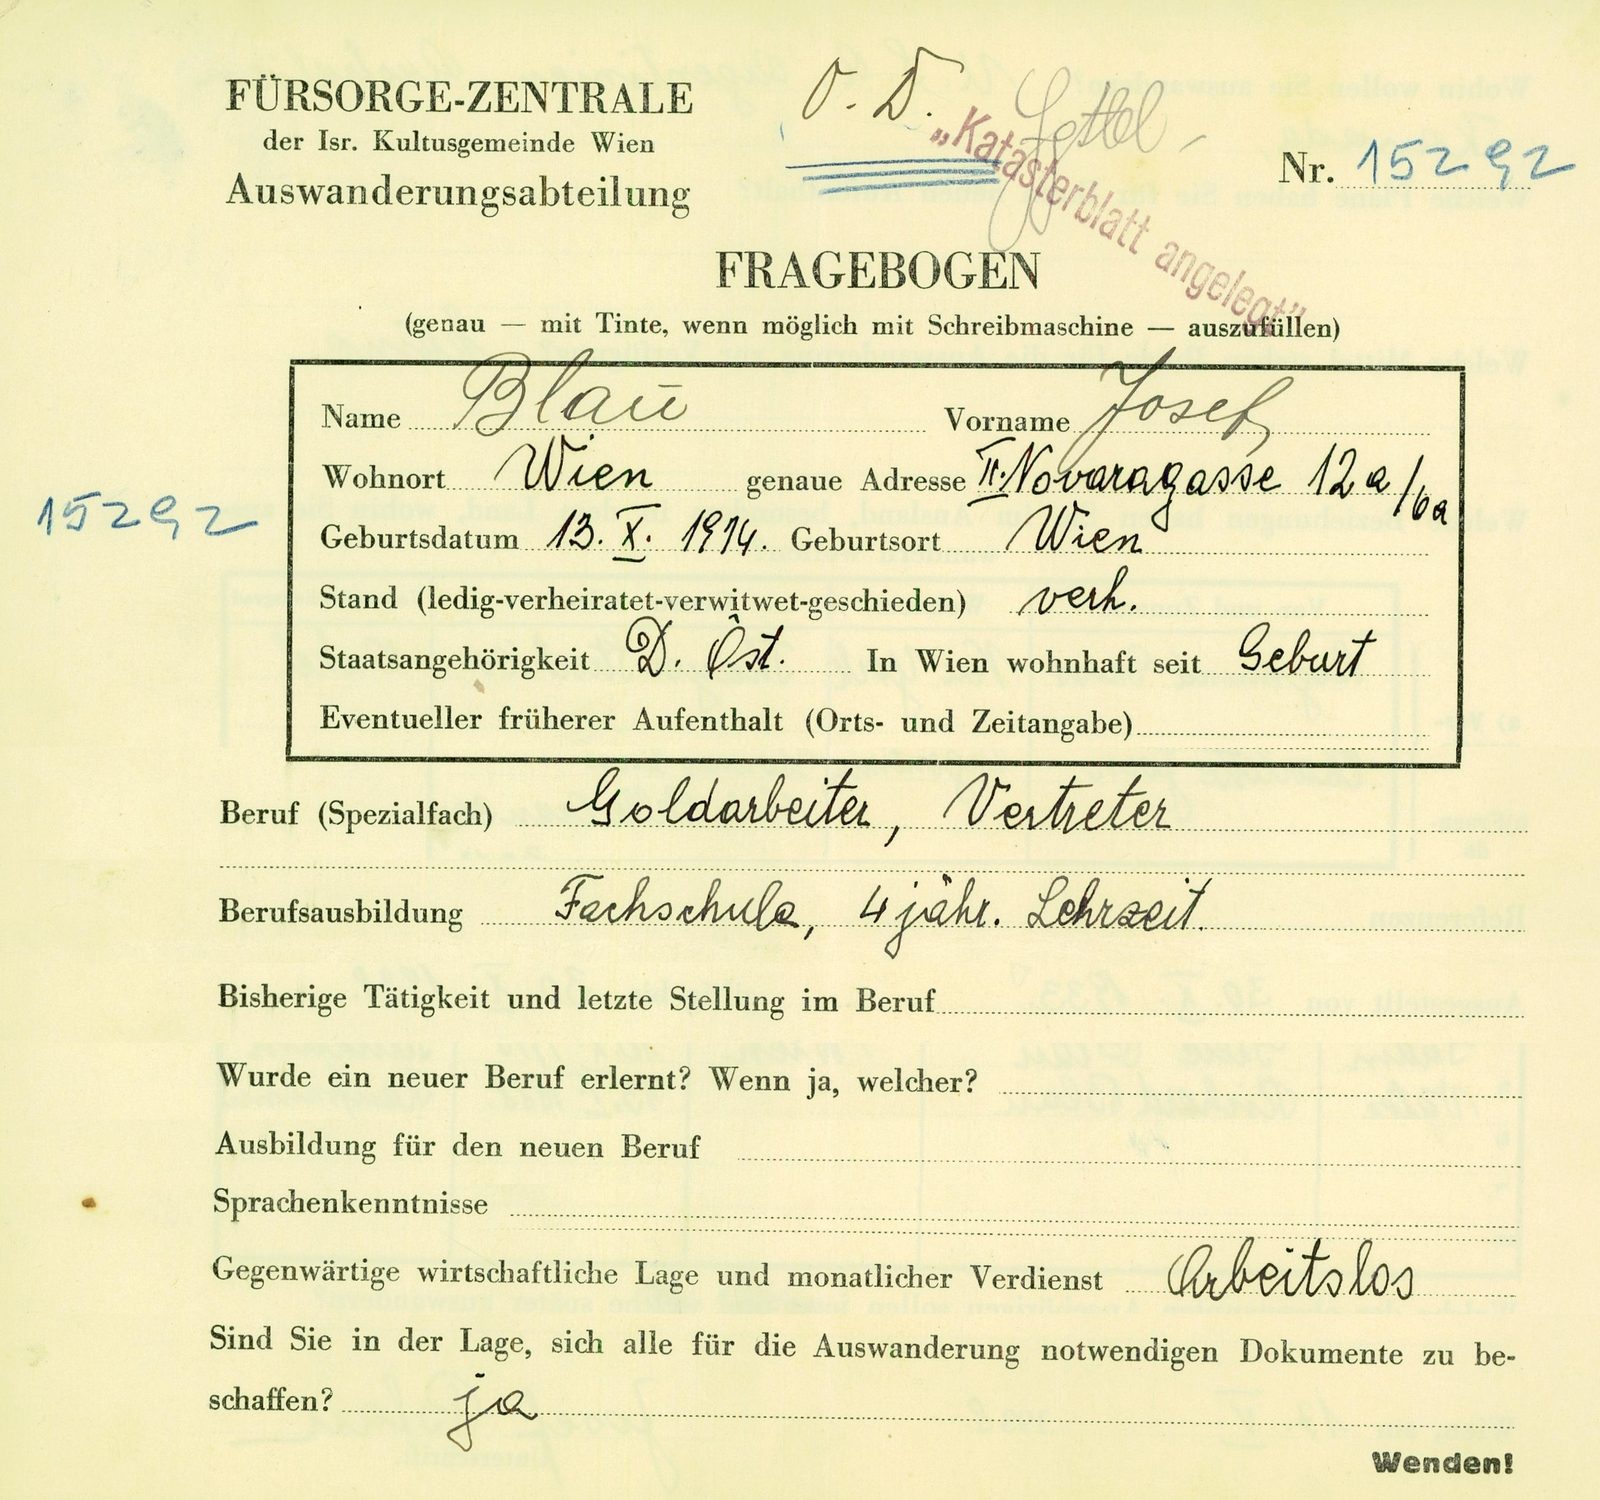 FÜRSORGE-ZENTRALE
der Isr. Kultusgemeinde Wien
Auswanderungsabteilung
O. D.
„Katasterblatt angelegt"
Nr. 15292
FRAGEBOGEN
(genau — mit Tinte, wenn möglich mit Schreibmaschine — auszufüllen)
Name Blau Vorname Josef
Wohnort Wien genaue Adresse II. Novaragasse 12a/6a
15292
Geburtsdatum 13. X. 1914. Geburtsort Wien
Stand (ledig-verheiratet-verwitwet-geschieden) verh.
Staatsangehörigkeit D. Öst. In Wien wohnhaft seit Geburt
Eventueller früherer Aufenthalt (Orts- und Zeitangabe)
Beruf (Spezialfach) Goldarbeiter, Vertreter
Berufsausbildung Fachschule, 4 jähr. Lehrzeit.
Bisherige Tätigkeit und letzte Stellung im Beruf
Wurde ein neuer Beruf erlernt? Wenn ja, welcher?
Ausbildung für den neuen Beruf
Sprachenkenntnisse
Gegenwärtige wirtschaftliche Lage und monatlicher Verdienst Arbeitslos
Sind Sie in der Lage, sich alle für die Auswanderung notwendigen Dokumente zu be-
schaffen? ja
Wenden!